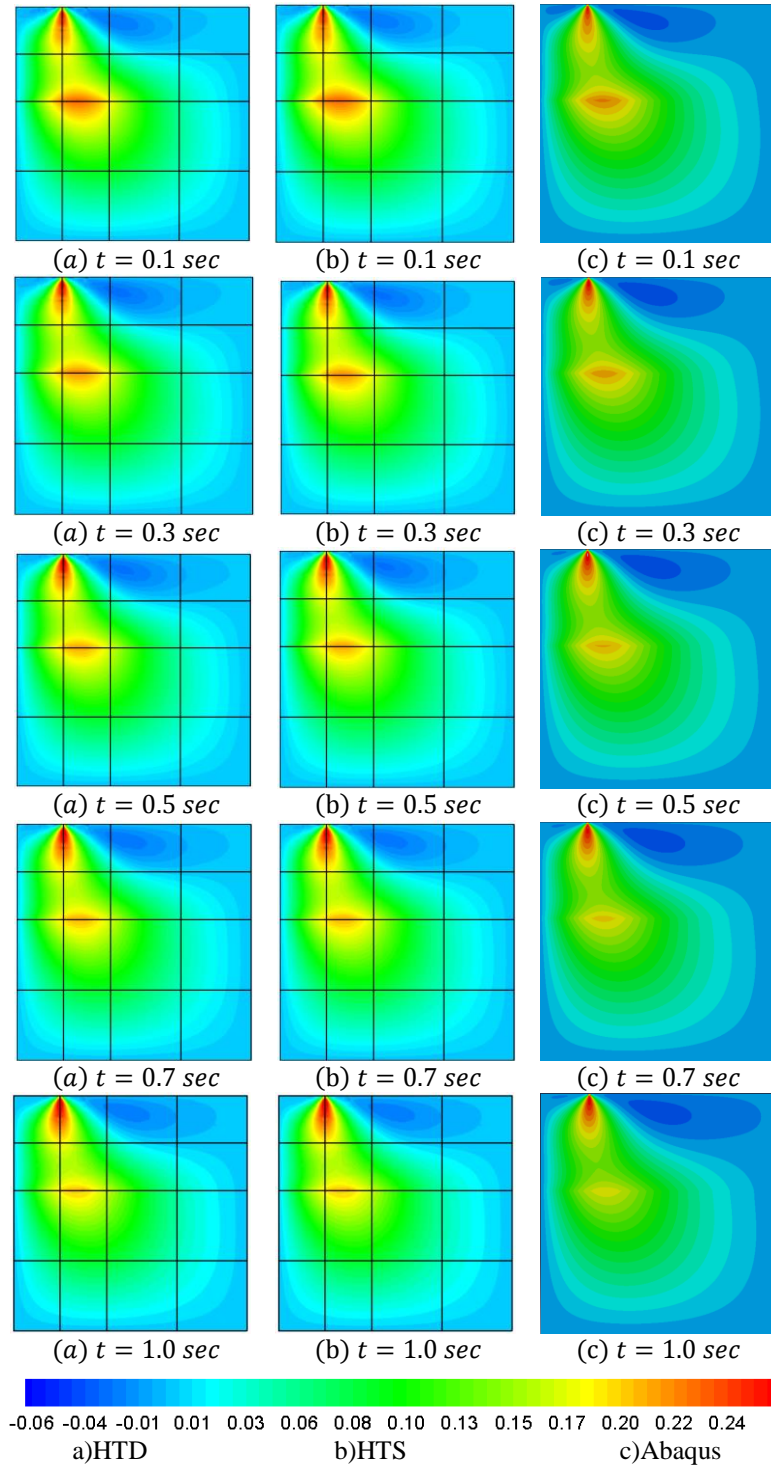 (a) t = 0.1 sec (b) t = 0.1 sec (c) t = 0.1 sec
(a) t = 0.3 sec (b) t = 0.3 sec (c) t = 0.3 sec
(a) t = 0.5 sec (b) t = 0.5 sec (c) t = 0.5 sec
(a) t = 0.7 sec (b) t = 0.7 sec (c) t = 0.7 sec
(a) t = 1.0 sec (b) t = 1.0 sec (c) t = 1.0 sec
-0.06 -0.04 -0.01 0.01 0.03 0.06 0.08 0.10 0.13 0.15 0.17 0.20 0.22 0.24
a)HTD b)HTS c)Abaqus